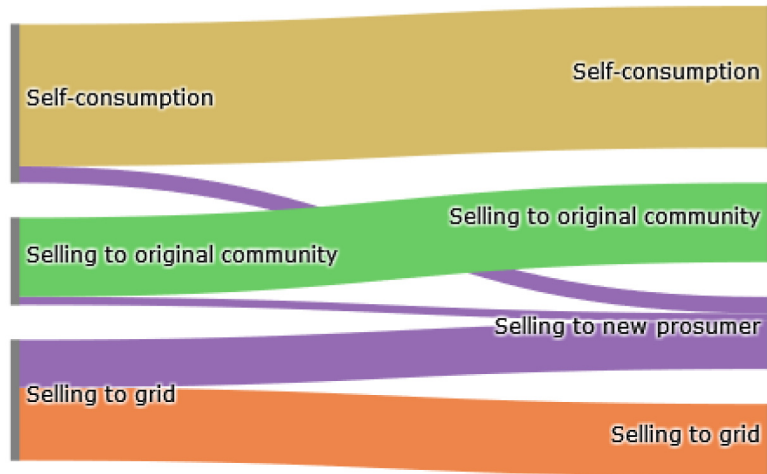 Self-consumption
Self-consumption
Selling to original community
Selling to original community
Selling to new prosumer
Selling to grid
Selling to grid